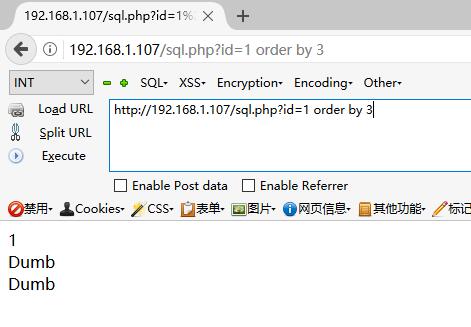 192.168.1.107/sql.php?id=1%
192.168.1.107/sql.php?id=1 order by 3
INT SQL XSS Encryption Encoding Other
Load URL http://192.168.1.107/sql.php?id=1 order by 3
Split URL
Execute
Enable Post data Enable Referrer
禁用 Cookies CSS 表单 图片 网页信息 其他功能 标记
1
Dumb
Dumb